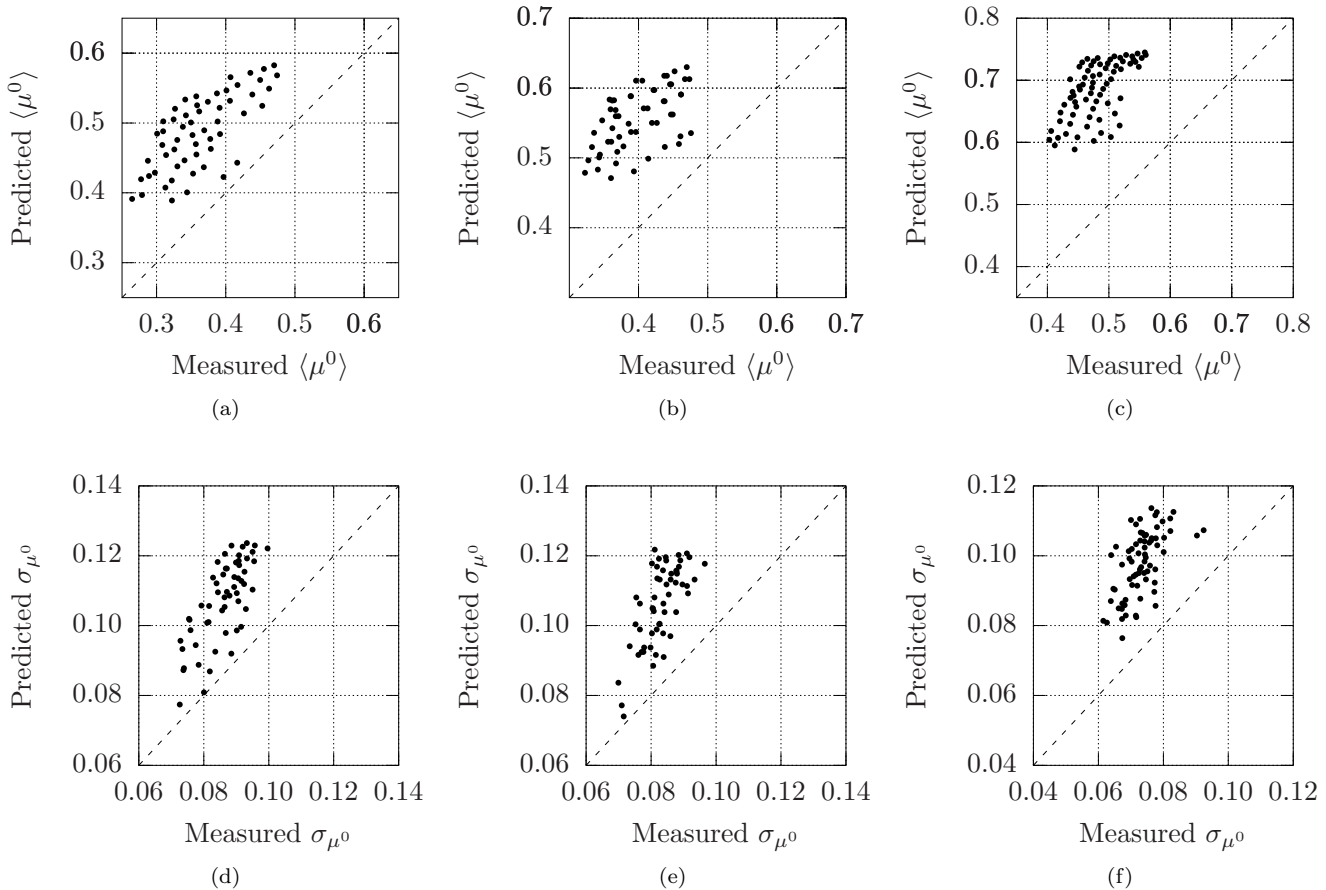 0.6
0.5
0.4
0.3
0.3 0.4 0.5 0.6
Predicted ⟨μ⁰⟩
Measured ⟨μ⁰⟩
(a)
0.7
0.6
0.5
0.4
0.4 0.5 0.6 0.7
Predicted ⟨μ⁰⟩
Measured ⟨μ⁰⟩
(b)
0.8
0.7
0.6
0.5
0.4
0.4 0.5 0.6 0.7 0.8
Predicted ⟨μ⁰⟩
Measured ⟨μ⁰⟩
(c)
0.14
0.12
0.10
0.08
0.06
0.06 0.08 0.10 0.12 0.14
Predicted σ_μ⁰
Measured σ_μ⁰
(d)
0.14
0.12
0.10
0.08
0.06
0.06 0.08 0.10 0.12 0.14
Predicted σ_μ⁰
Measured σ_μ⁰
(e)
0.12
0.10
0.08
0.06
0.04
0.04 0.06 0.08 0.10 0.12
Predicted σ_μ⁰
Measured σ_μ⁰
(f)